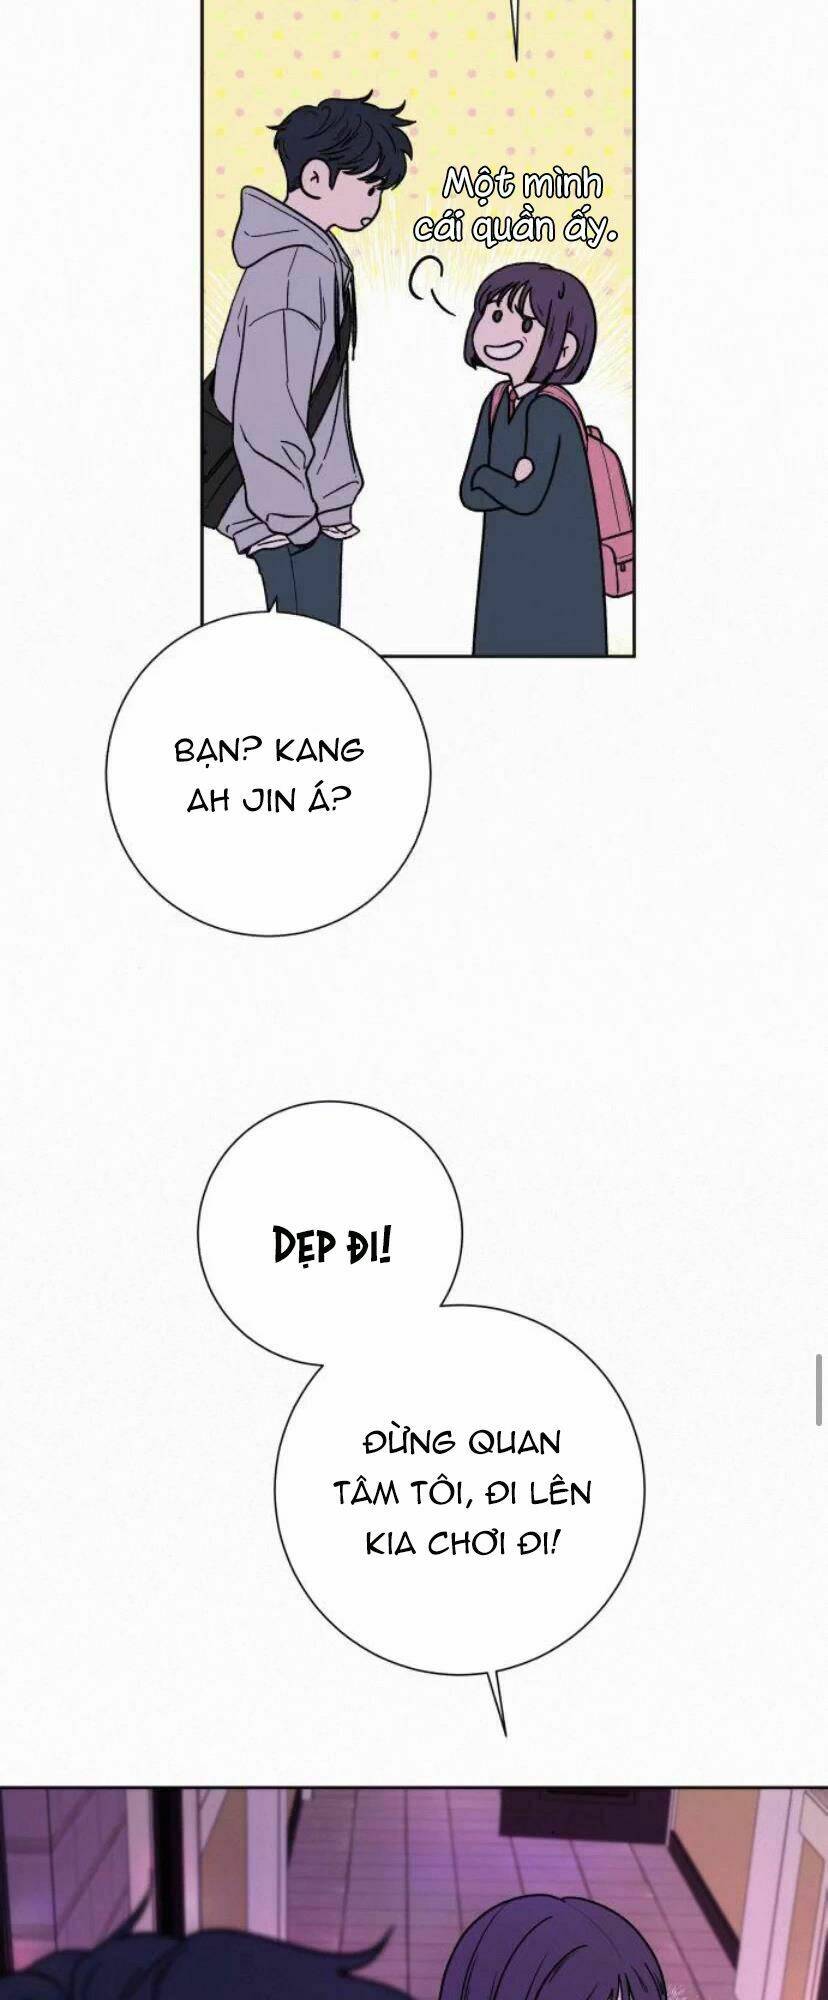 Một mình
cái quần ấy.
BẠN? KANG
AH JIN Á?
DẸP ĐI!
ĐỪNG QUAN
TÂM TÔI, ĐI LÊN
KIA CHƠI ĐI!